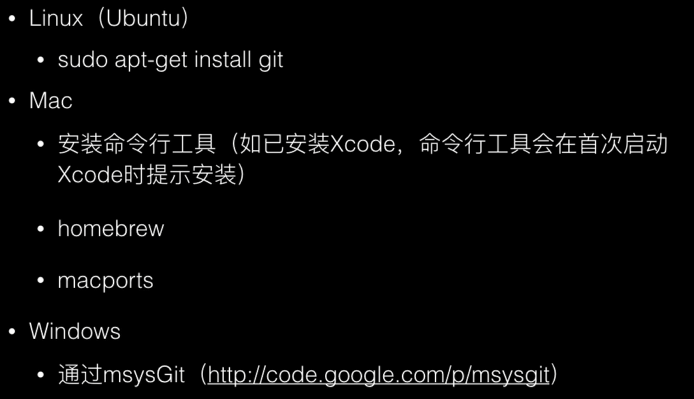 • Linux（Ubuntu）
• sudo apt-get install git
• Mac
• 安装命令行工具（如已安装Xcode，命令行工具会在首次启动
Xcode时提示安装）
• homebrew
• macports
• Windows
• 通过msysGit（http://code.google.com/p/msysgit）